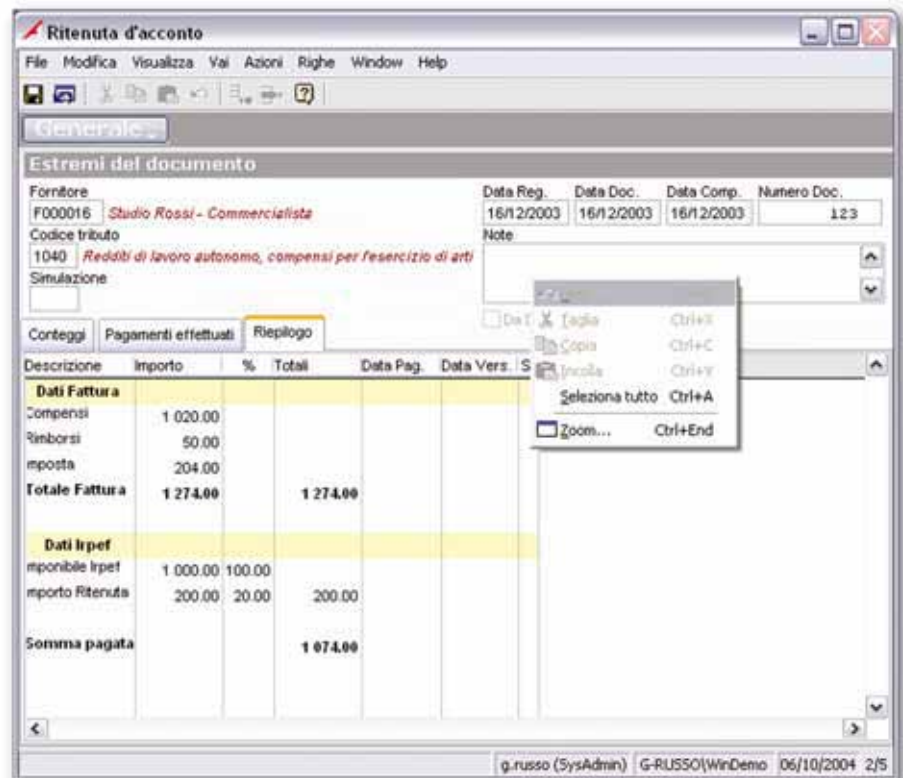 Ritenuta d'acconto
File Modifica Visualizza Vai Azioni Righe Window Help
Generale
Estremi del documento
Fornitore Data Reg. Data Doc. Data Comp. Numero Doc.
F000016 Studio Rossi - Commercialista 16/12/2003 16/12/2003 16/12/2003 123
Codice tributo Note
1040 Redditi di lavoro autonomo, compensi per l'esercizio di arti
Simulazione
Taglia Ctrl+X
Copia Ctrl+C
Incolla Ctrl+V
Seleziona tutto Ctrl+A
Zoom... Ctrl+End
Conteggi Pagamenti effettuati Riepilogo
Descrizione Importo % Totali Data Pag. Data Vers. S
Dati Fattura
Compensi 1 020.00
Rimborsi 50.00
mposta 204.00
Totale Fattura 1 274.00 1 274.00
Dati Irpef
mponibile Irpef 1 000.00 100.00
mporto Ritenuta 200.00 20.00 200.00
Somma pagata 1 074.00
g.russo (SysAdmin) G-RUSSO\WinDemo 06/10/2004 2/5